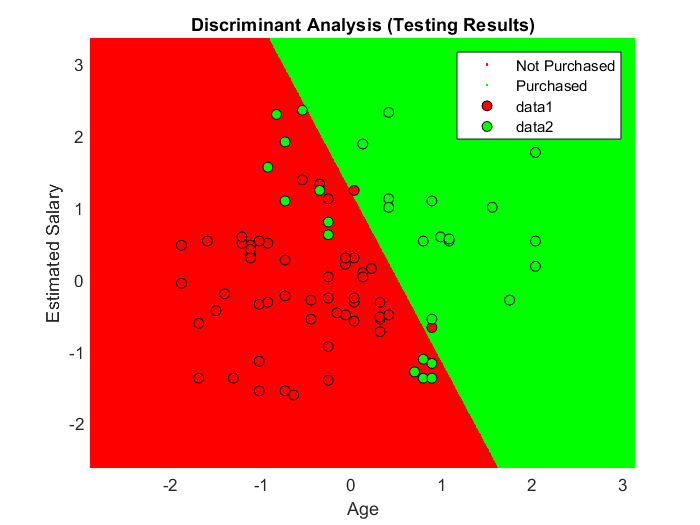 Discriminant Analysis (Testing Results)
Not Purchased
Purchased
data1
data2
3
2
1
0
-1
-2
Estimated Salary
-2
-1
0
1
2
3
Age